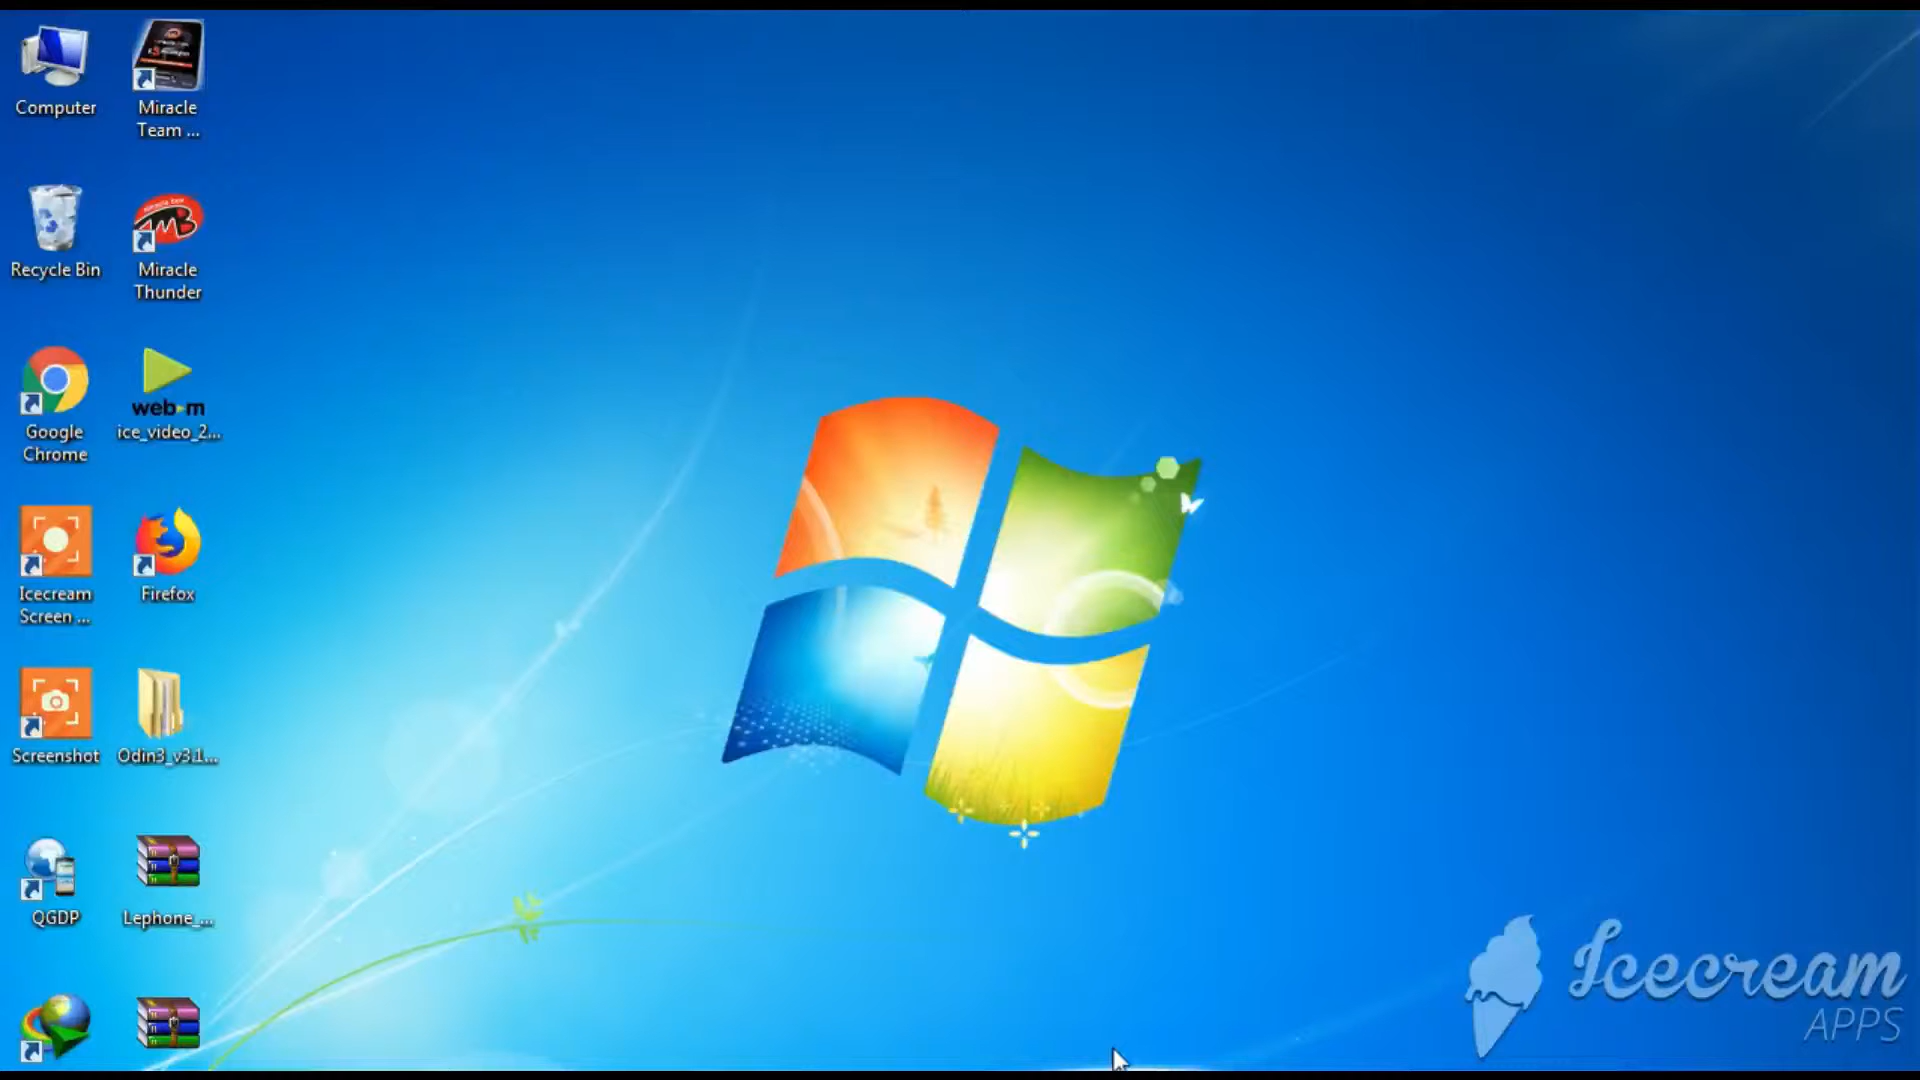 Computer
Miracle
Team ...
Recycle Bin
Miracle
Thunder
Google
Chrome
web m
ice_video_2...
Icecream
Screen ...
Firefox
Screenshot
Odin3_v3.1...
QGDP
Lephone_...
Icecream
APPS